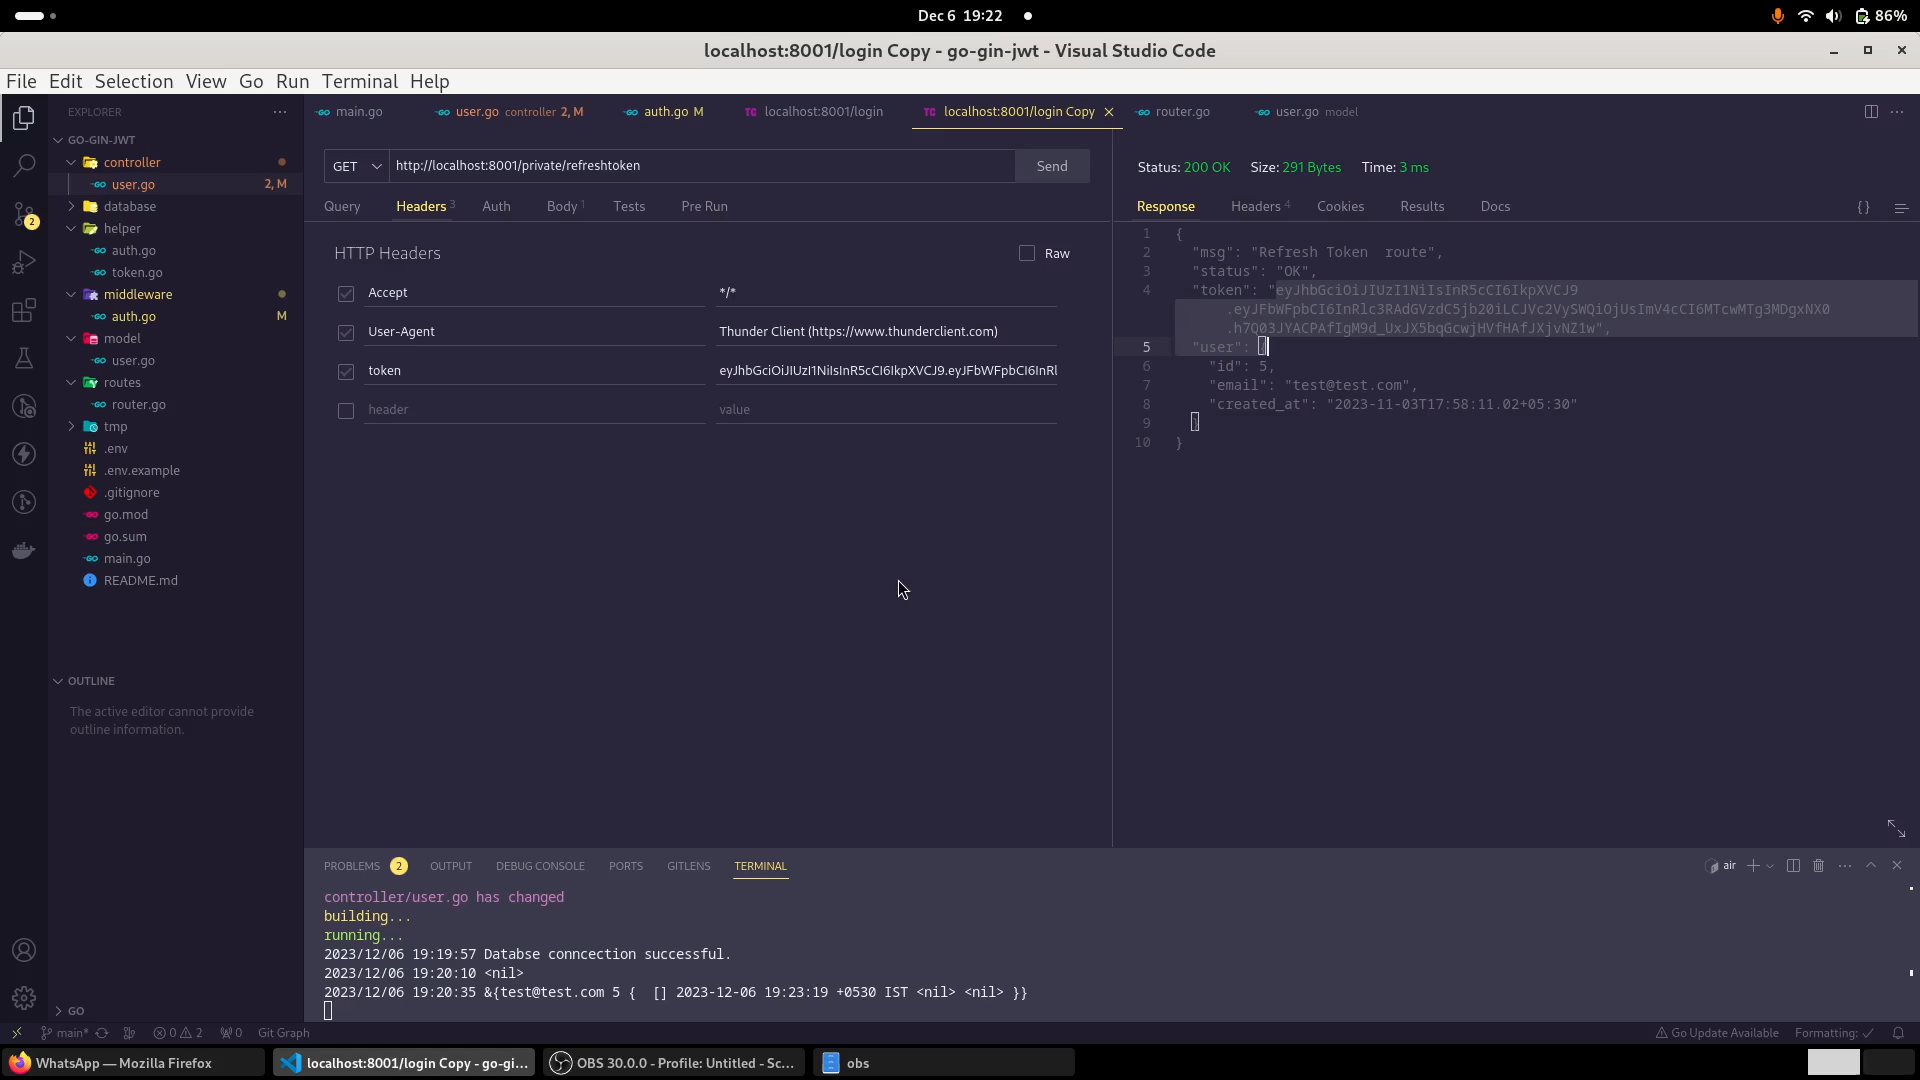 Dec 6 19:22
86%
localhost:8001/login Copy - go-gin-jwt - Visual Studio Code
File Edit Selection View Go Run Terminal Help
EXPLORER
GO-GIN-JWT
controller
user.go 2, M
database
helper
auth.go
token.go
middleware
auth.go M
model
user.go
routes
router.go
tmp
.env
.env.example
.gitignore
go.mod
go.sum
main.go
README.md
OUTLINE
The active editor cannot provide
outline information.
GO
2
main.go
user.go controller 2, M
auth.go M
TC localhost:8001/login
TC localhost:8001/login Copy
router.go
user.go model
GET http://localhost:8001/private/refreshtoken Send
Query Headers 3 Auth Body 1 Tests Pre Run
HTTP Headers Raw
Accept */*
User-Agent Thunder Client (https://www.thunderclient.com)
token eyJhbGciOiJIUzI1NiIsInR5cCI6IkpXVCJ9.eyJFbWFpbCI6InRl
header value
Status: 200 OK Size: 291 Bytes Time: 3 ms
Response Headers 4 Cookies Results Docs {}
1 {
2 "msg": "Refresh Token  route",
3 "status": "OK",
4 "token": "eyJhbGciOiJIUzI1NiIsInR5cCI6IkpXVCJ9
.eyJFbWFpbCI6InRlc3RAdGVzdC5jb20iLCJVc2VySWQiOjUsImV4cCI6MTcwMTg3MDgxNX0
.h7Q03JYACPAfIgM9d_UxJX5bqGcwjHVfHAfJXjvNZ1w",
5 "user": {
6 "id": 5,
7 "email": "test@test.com",
8 "created_at": "2023-11-03T17:58:11.02+05:30"
9 }
10 }
PROBLEMS 2 OUTPUT DEBUG CONSOLE PORTS GITLENS TERMINAL
air
controller/user.go has changed
building...
running...
2023/12/06 19:19:57 Databse conncection successful.
2023/12/06 19:20:10 <nil>
2023/12/06 19:20:35 &{test@test.com 5 {  [] 2023-12-06 19:23:19 +0530 IST <nil> <nil> }}
main* 0 2 0 Git Graph
Go Update Available Formatting: ✓
WhatsApp — Mozilla Firefox
localhost:8001/login Copy - go-gi...
OBS 30.0.0 - Profile: Untitled - Sc...
obs